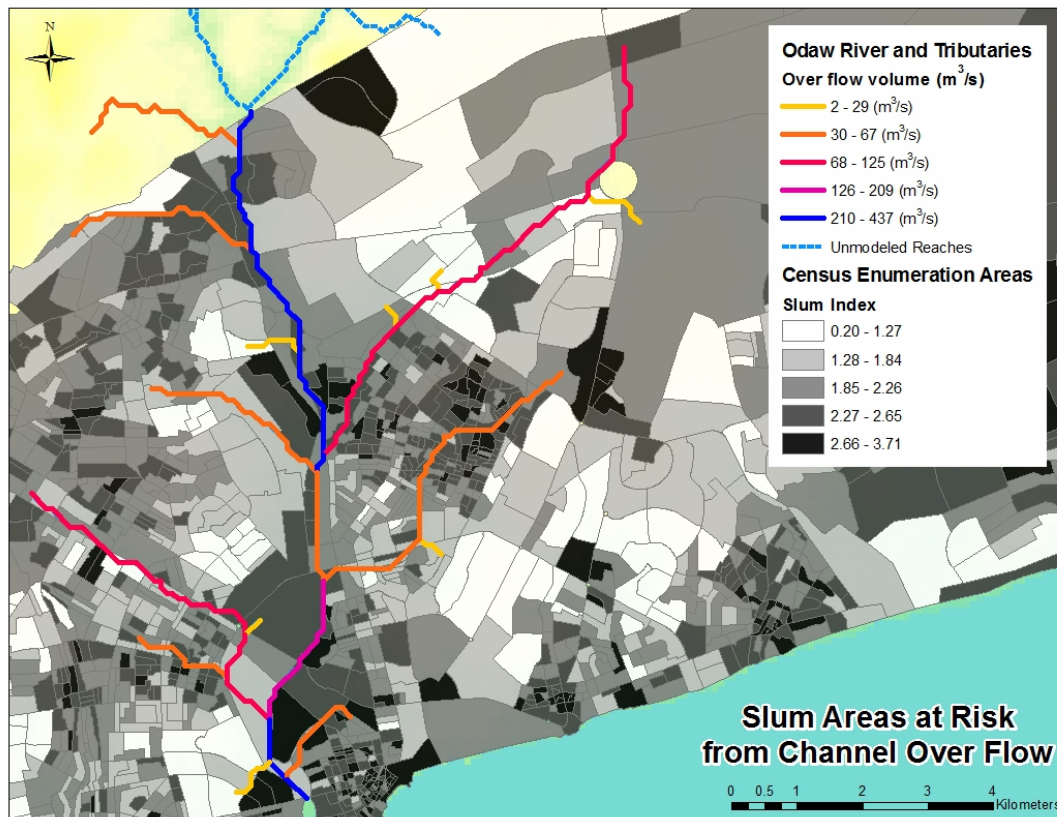 N
Odaw River and Tributaries
Over flow volume (m³/s)
2 - 29 (m³/s)
30 - 67 (m³/s)
68 - 125 (m³/s)
126 - 209 (m³/s)
210 - 437 (m³/s)
Unmodeled Reaches
Census Enumeration Areas
Slum Index
0.20 - 1.27
1.28 - 1.84
1.85 - 2.26
2.27 - 2.65
2.66 - 3.71
Slum Areas at Risk
from Channel Over Flow
0 0.5 1 2 3 4
Kilometers